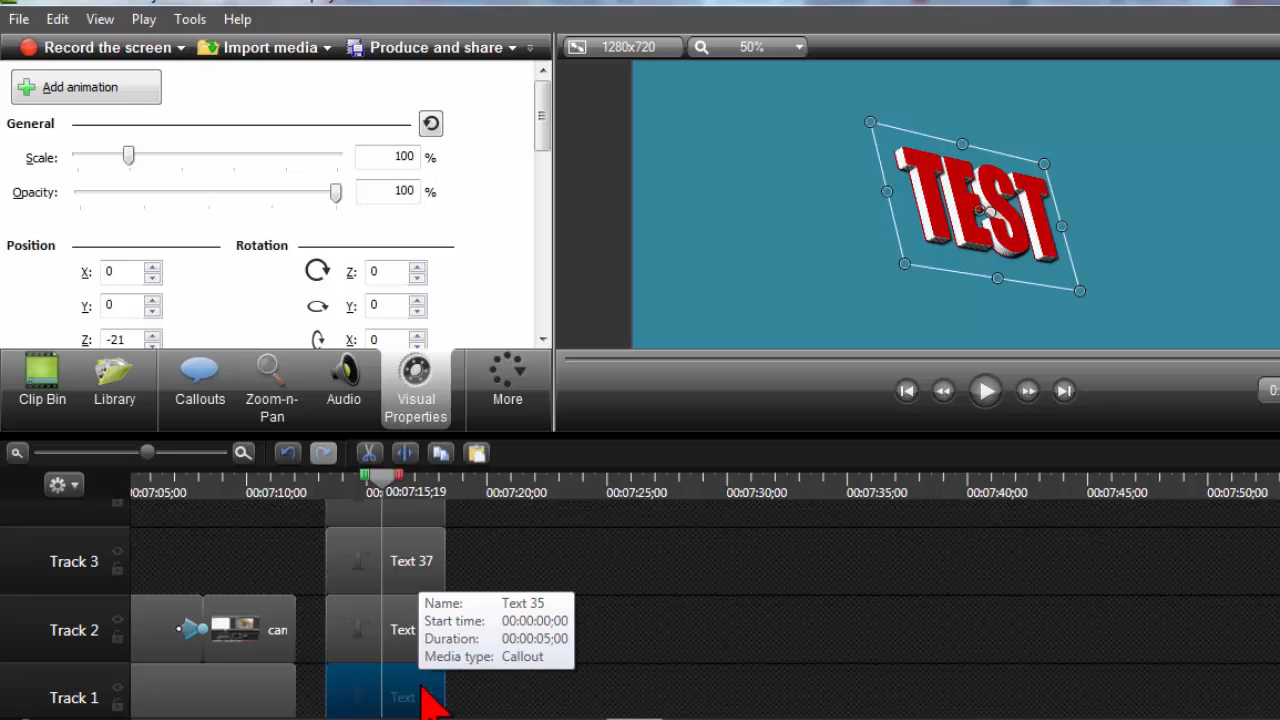 File Edit View Play Tools Help
Record the screen Import media Produce and share
1280x720 50%
Add animation
General
Scale: 100 %
Opacity: 100 %
Position Rotation
X: 0 Z: 0
Y: 0 Y: 0
Z: -21 X: 0
TEST
Clip Bin Library Callouts Zoom-n-Pan Audio Visual Properties More
0:
00:07:05;00 00:07:10;00 00: 00:07:15;19 00:07:20;00 00:07:25;00 00:07:30;00 00:07:35;00 00:07:40;00 00:07:45;00 00:07:50;00
Track 3 Text 37
Name: Text 35
Start time: 00:00:00;00
Track 2 can Text
Duration: 00:00:05;00
Media type: Callout
Track 1 Text